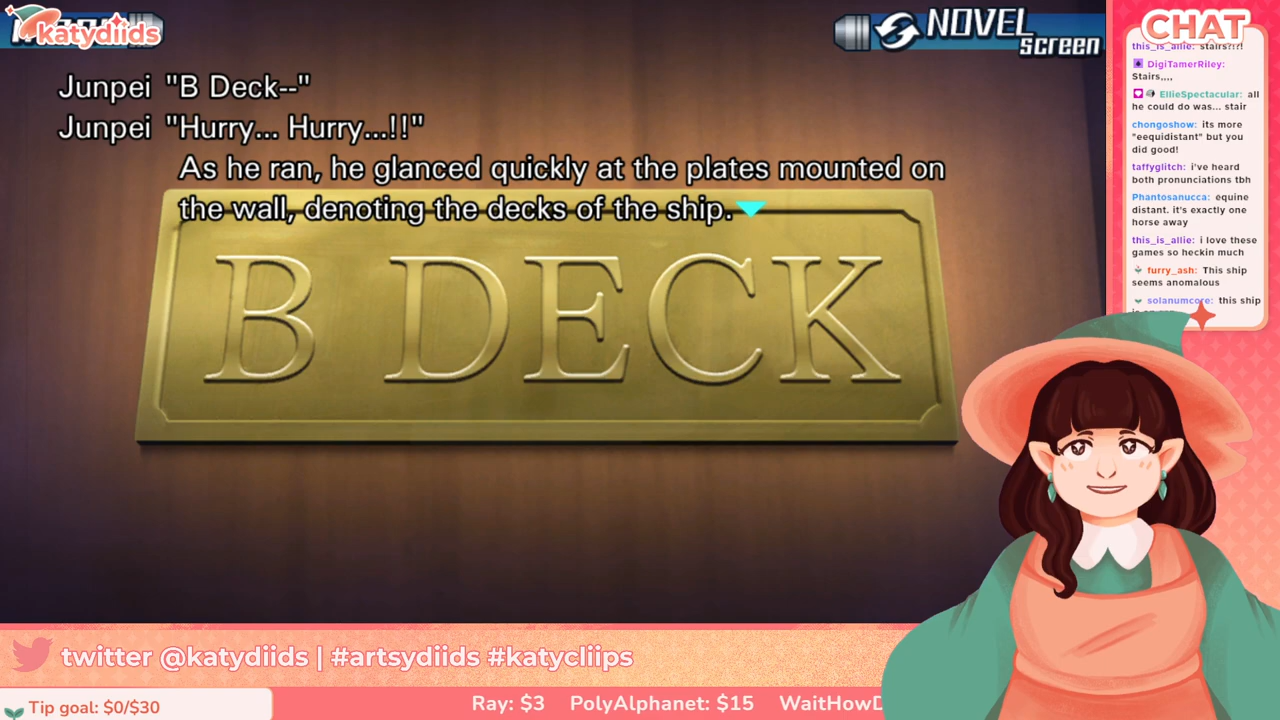 katydiids
NOVEL
Screen
Junpei "B Deck--"
Junpei "Hurry... Hurry...!!"
As he ran, he glanced quickly at the plates mounted on
the wall, denoting the decks of the ship.
B DECK
CHAT
this_is_allie: stairs?!?!
DigiTamerRiley:
Stairs,,,,
EllieSpectacular: all
he could do was... stair
chongoshow: its more
"eequidistant" but you
did good!
taffyglitch: i've heard
both pronunciations tbh
Phantosanucca: equine
distant. it's exactly one
horse away
this_is_allie: i love these
games so heckin much
furry_ash: This ship
seems anomalous
solanumcore: this ship
twitter @katydiids | #artsydiids #katycliips
Tip goal: $0/$30
Ray: $3 PolyAlphanet: $15 WaitHowD